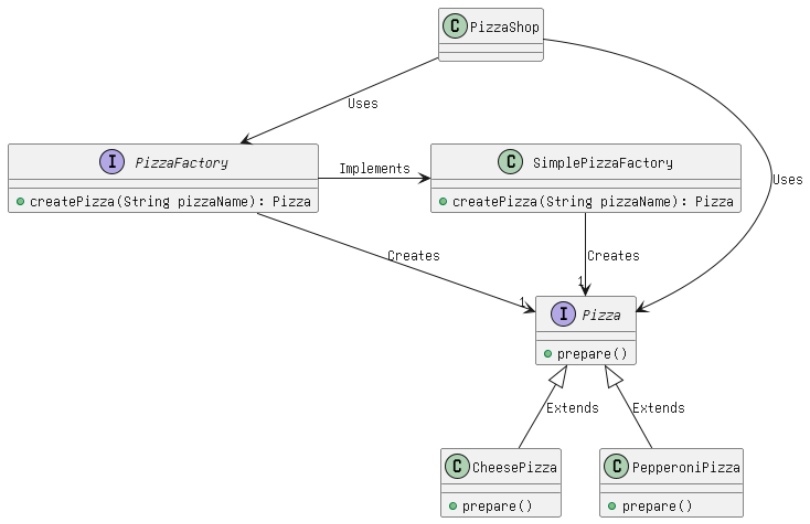 C PizzaShop
Uses
I PizzaFactory
createPizza(String pizzaName): Pizza
Implements
C SimplePizzaFactory
createPizza(String pizzaName): Pizza
Uses
Creates
1
Creates
1
I Pizza
prepare()
Extends
Extends
C CheesePizza
prepare()
C PepperoniPizza
prepare()